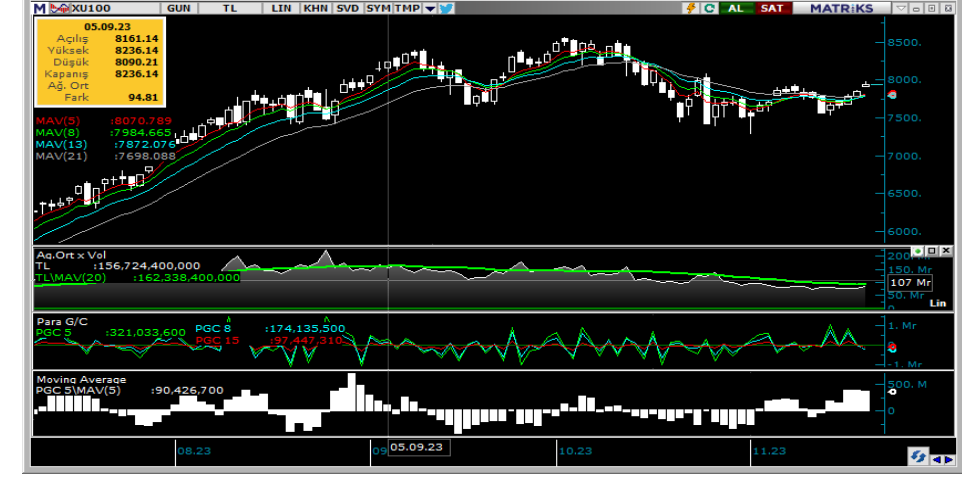 M XU100 GUN TL LIN KHN SVD SYM TMP AL SAT MATRiKS
05.09.23
Açılış 8161.14
Yüksek 8236.14
Düşük 8090.21
Kapanış 8236.14
Ağ. Ort
Fark 94.81
MAV(5) :8070.789
MAV(8) :7984.665
MAV(13) :7872.076
MAV(21) :7698.088
8500.
8000.
7500.
7000.
6500.
6000.
Ag.Ort x Vol
TL :156,724,400,000
TL\MAV(20) :162.338.400.000
200. Mr
150. Mr
107 Mr
50. Mr
0
Lin
Para G/C
PGC 5 :321,033,600 PGC 8 :174,135,500
PGC 15 :97,447,310
1. Mr
0
-1. Mr
Moving Average
PGC 5\MAV(5) :90,426,700
500. M
0
08.23 09 05.09.23 10.23 11.23